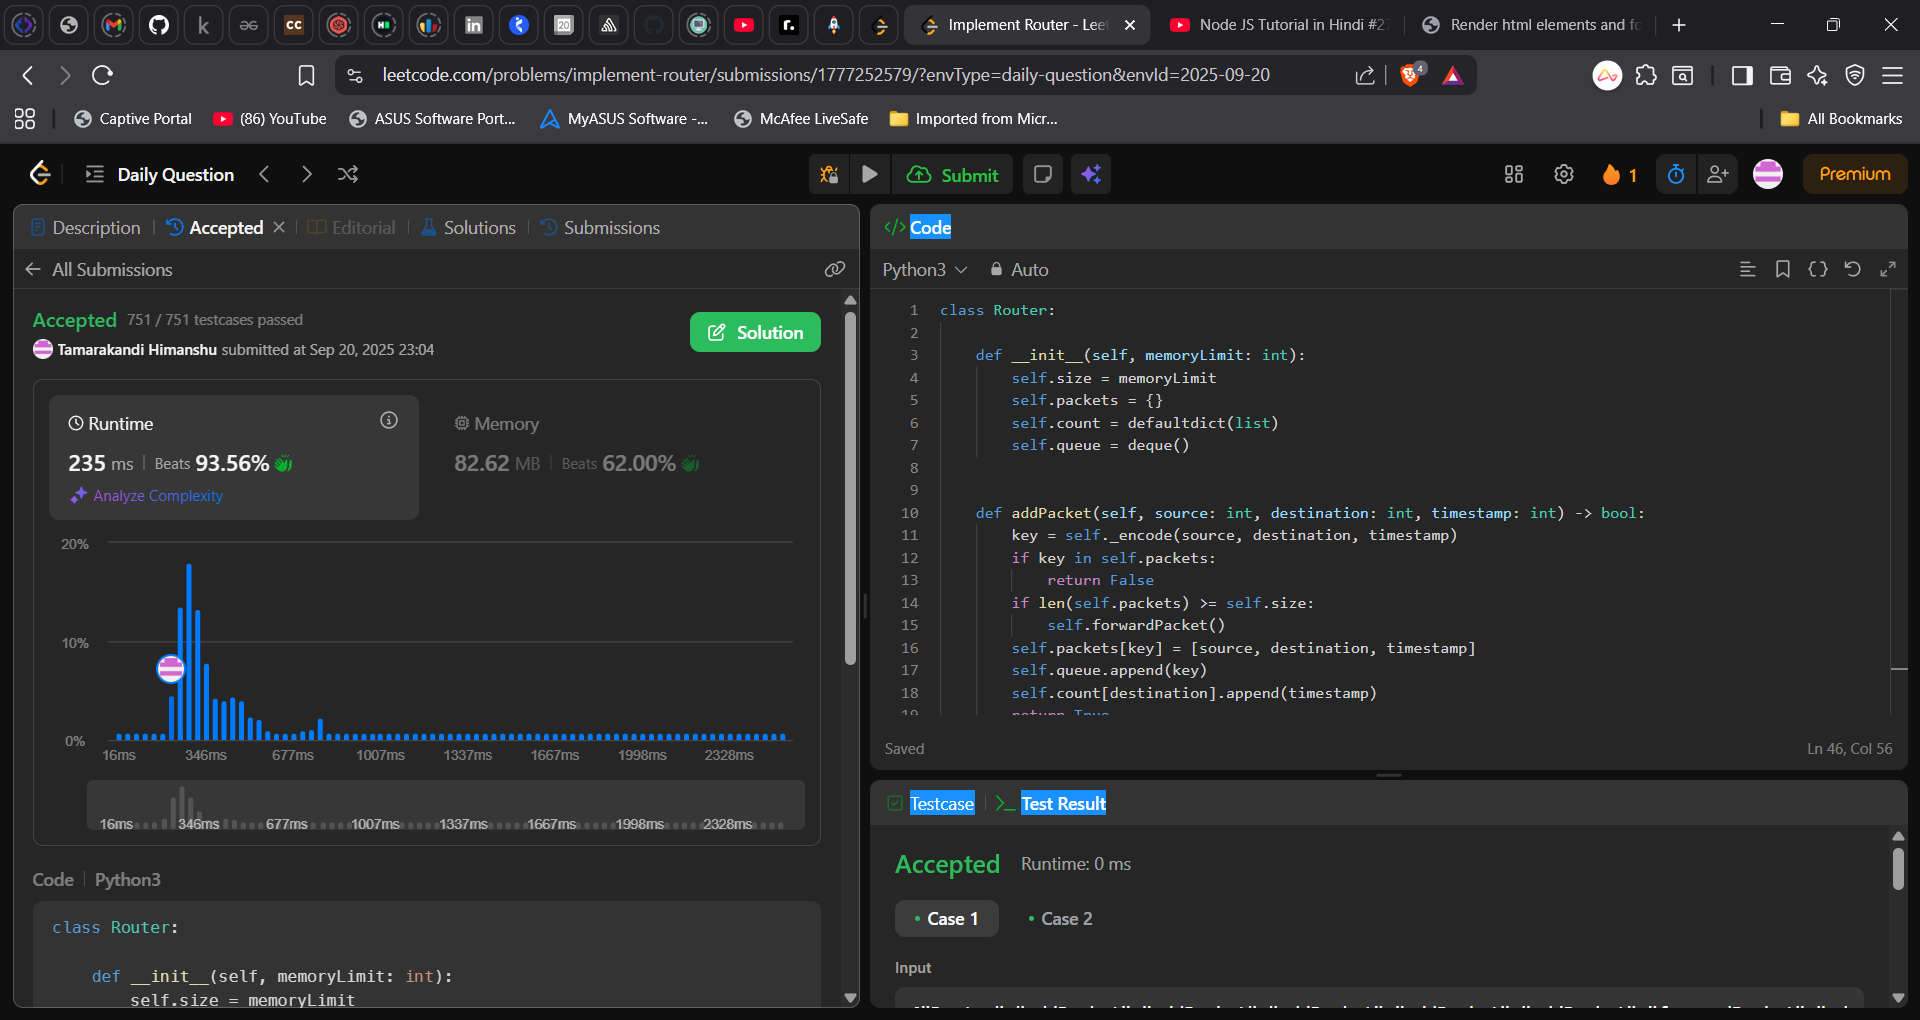 Implement Router - Leet
Node JS Tutorial in Hindi #27
Render html elements and fo
leetcode.com/problems/implement-router/submissions/1777252579/?envType=daily-question&envId=2025-09-20
4
Captive Portal
(86) YouTube
ASUS Software Port...
MyASUS Software -...
McAfee LiveSafe
Imported from Micr...
All Bookmarks
Daily Question
Submit
1
Premium
Description
Accepted
Editorial
Solutions
Submissions
All Submissions
Accepted 751 / 751 testcases passed
Tamarakandi Himanshu submitted at Sep 20, 2025 23:04
Solution
Runtime
235 ms | Beats 93.56%
Analyze Complexity
Memory
82.62 MB | Beats 62.00%
20%
10%
0%
16ms 346ms 677ms 1007ms 1337ms 1667ms 1998ms 2328ms
16ms 346ms 677ms 1007ms 1337ms 1667ms 1998ms 2328ms
Code | Python3
class Router:
def __init__(self, memoryLimit: int):
self.size = memoryLimit
</> Code
Python3
Auto
1 class Router:
2
3 def __init__(self, memoryLimit: int):
4 self.size = memoryLimit
5 self.packets = {}
6 self.count = defaultdict(list)
7 self.queue = deque()
8
9
10 def addPacket(self, source: int, destination: int, timestamp: int) -> bool:
11 key = self._encode(source, destination, timestamp)
12 if key in self.packets:
13 return False
14 if len(self.packets) >= self.size:
15 self.forwardPacket()
16 self.packets[key] = [source, destination, timestamp]
17 self.queue.append(key)
18 self.count[destination].append(timestamp)
19 return True
Saved
Ln 46, Col 56
Testcase
Test Result
Accepted Runtime: 0 ms
Case 1
Case 2
Input